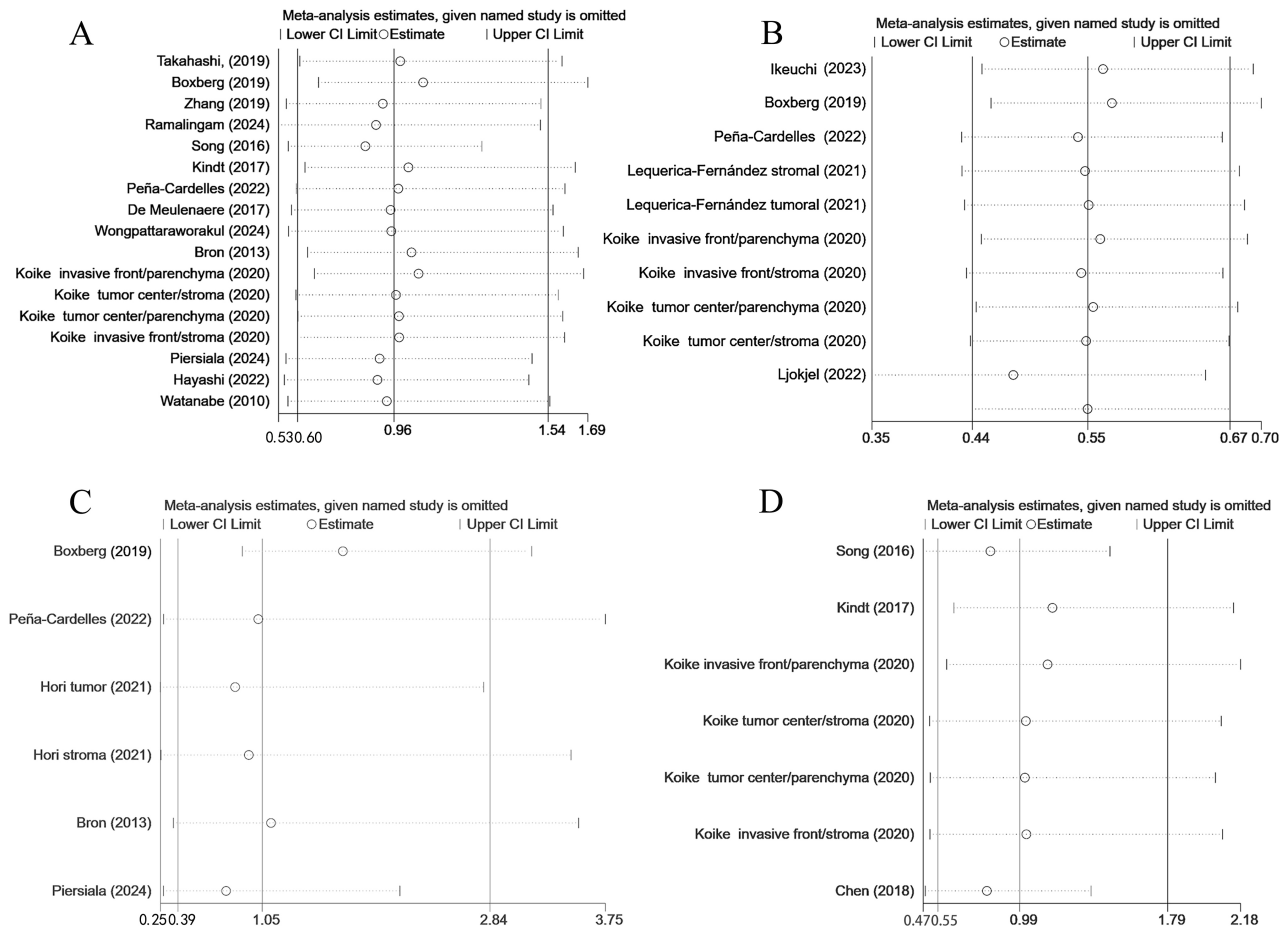 A
Meta-analysis estimates, given named study is omitted
| Lower CI Limit ○Estimate | Upper CI Limit
Takahashi, (2019)
Boxberg (2019)
Zhang (2019)
Ramalingam (2024)
Song (2016)
Kindt (2017)
Peña-Cardelles (2022)
De Meulenaere (2017)
Wongpattaraworakul (2024)
Bron (2013)
Koike invasive front/parenchyma (2020)
Koike tumor center/stroma (2020)
Koike tumor center/parenchyma (2020)
Koike invasive front/stroma (2020)
Piersiala (2024)
Hayashi (2022)
Watanabe (2010)
0.53 0.60 0.96 1.54 1.69
B
Meta-analysis estimates, given named study is omitted
| Lower CI Limit ○Estimate | Upper CI Limit
Ikeuchi (2023)
Boxberg (2019)
Peña-Cardelles (2022)
Lequerica-Fernández stromal (2021)
Lequerica-Fernández tumoral (2021)
Koike invasive front/parenchyma (2020)
Koike invasive front/stroma (2020)
Koike tumor center/parenchyma (2020)
Koike tumor center/stroma (2020)
Ljokjel (2022)
0.35 0.44 0.55 0.67 0.70
C
Meta-analysis estimates, given named study is omitted
| Lower CI Limit ○Estimate | Upper CI Limit
Boxberg (2019)
Peña-Cardelles (2022)
Hori tumor (2021)
Hori stroma (2021)
Bron (2013)
Piersiala (2024)
0.25 0.39 1.05 2.84 3.75
D
Meta-analysis estimates, given named study is omitted
| Lower CI Limit ○Estimate | Upper CI Limit
Song (2016)
Kindt (2017)
Koike invasive front/parenchyma (2020)
Koike tumor center/stroma (2020)
Koike tumor center/parenchyma (2020)
Koike invasive front/stroma (2020)
Chen (2018)
0.47 0.55 0.99 1.79 2.18